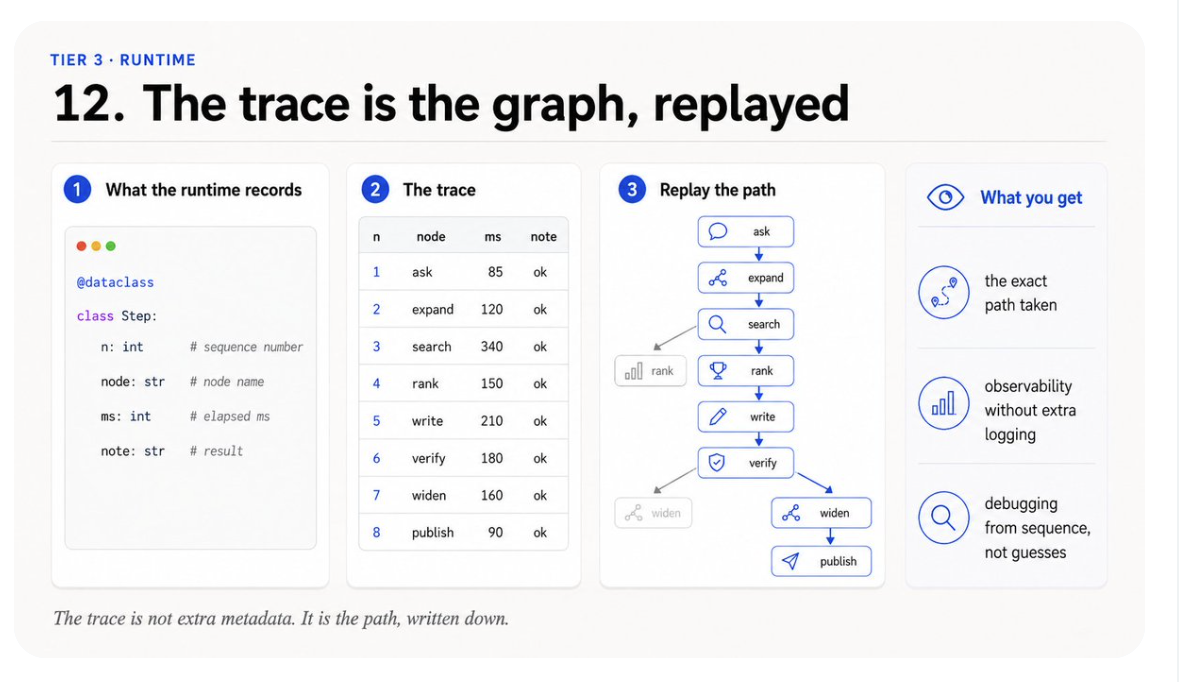 TIER 3 · RUNTIME
12. The trace is the graph, replayed
1 What the runtime records
@dataclass
class Step:
n: int # sequence number
node: str # node name
ms: int # elapsed ms
note: str # result
2 The trace
n node ms note
1 ask 85 ok
2 expand 120 ok
3 search 340 ok
4 rank 150 ok
5 write 210 ok
6 verify 180 ok
7 widen 160 ok
8 publish 90 ok
3 Replay the path
ask
expand
search
rank rank
write
verify
widen widen
publish
What you get
the exact
path taken
observability
without extra
logging
debugging
from sequence,
not guesses
The trace is not extra metadata. It is the path, written down.